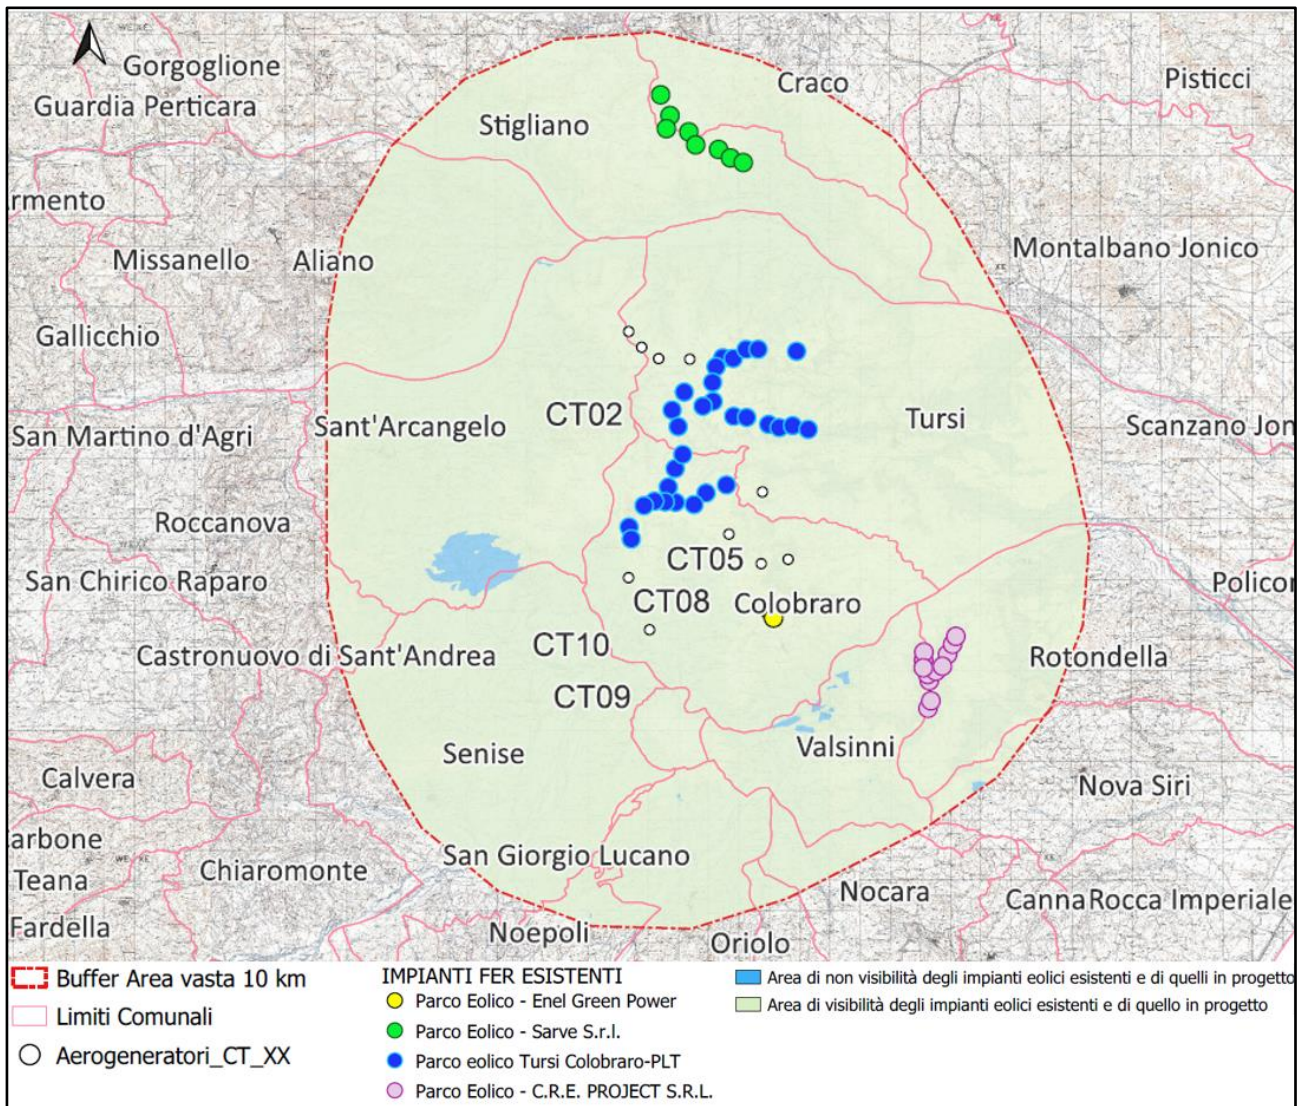 Gorgoglione
Craco
Pisticci
Guardia Perticara
Stigliano
rmento
Missanello
Aliano
Montalbano Jonico
Gallicchio
CT02
Tursi
Sant'Arcangelo
San Martino d'Agri
Scanzano Jon
Roccanova
CT05
San Chirico Raparo
Policor
CT08
Colobraro
CT10
Castronuovo di Sant'Andrea
Rotondella
CT09
Senise
Valsinni
Calvera
Nova Siri
arbone
San Giorgio Lucano
Chiaromonte
Teana
Nocara
Canna
Rocca Imperiale
Fardella
Noepoli
Oriolo
Buffer Area vasta 10 km
Limiti Comunali
Aerogeneratori_CT_XX
IMPIANTI FER ESISTENTI
Parco Eolico - Enel Green Power
Parco Eolico - Sarve S.r.l.
Parco eolico Tursi Colobraro-PLT
Parco Eolico - C.R.E. PROJECT S.R.L.
Area di non visibilità degli impianti eolici esistenti e di quelli in progetto
Area di visibilità degli impianti eolici esistenti e di quello in progetto